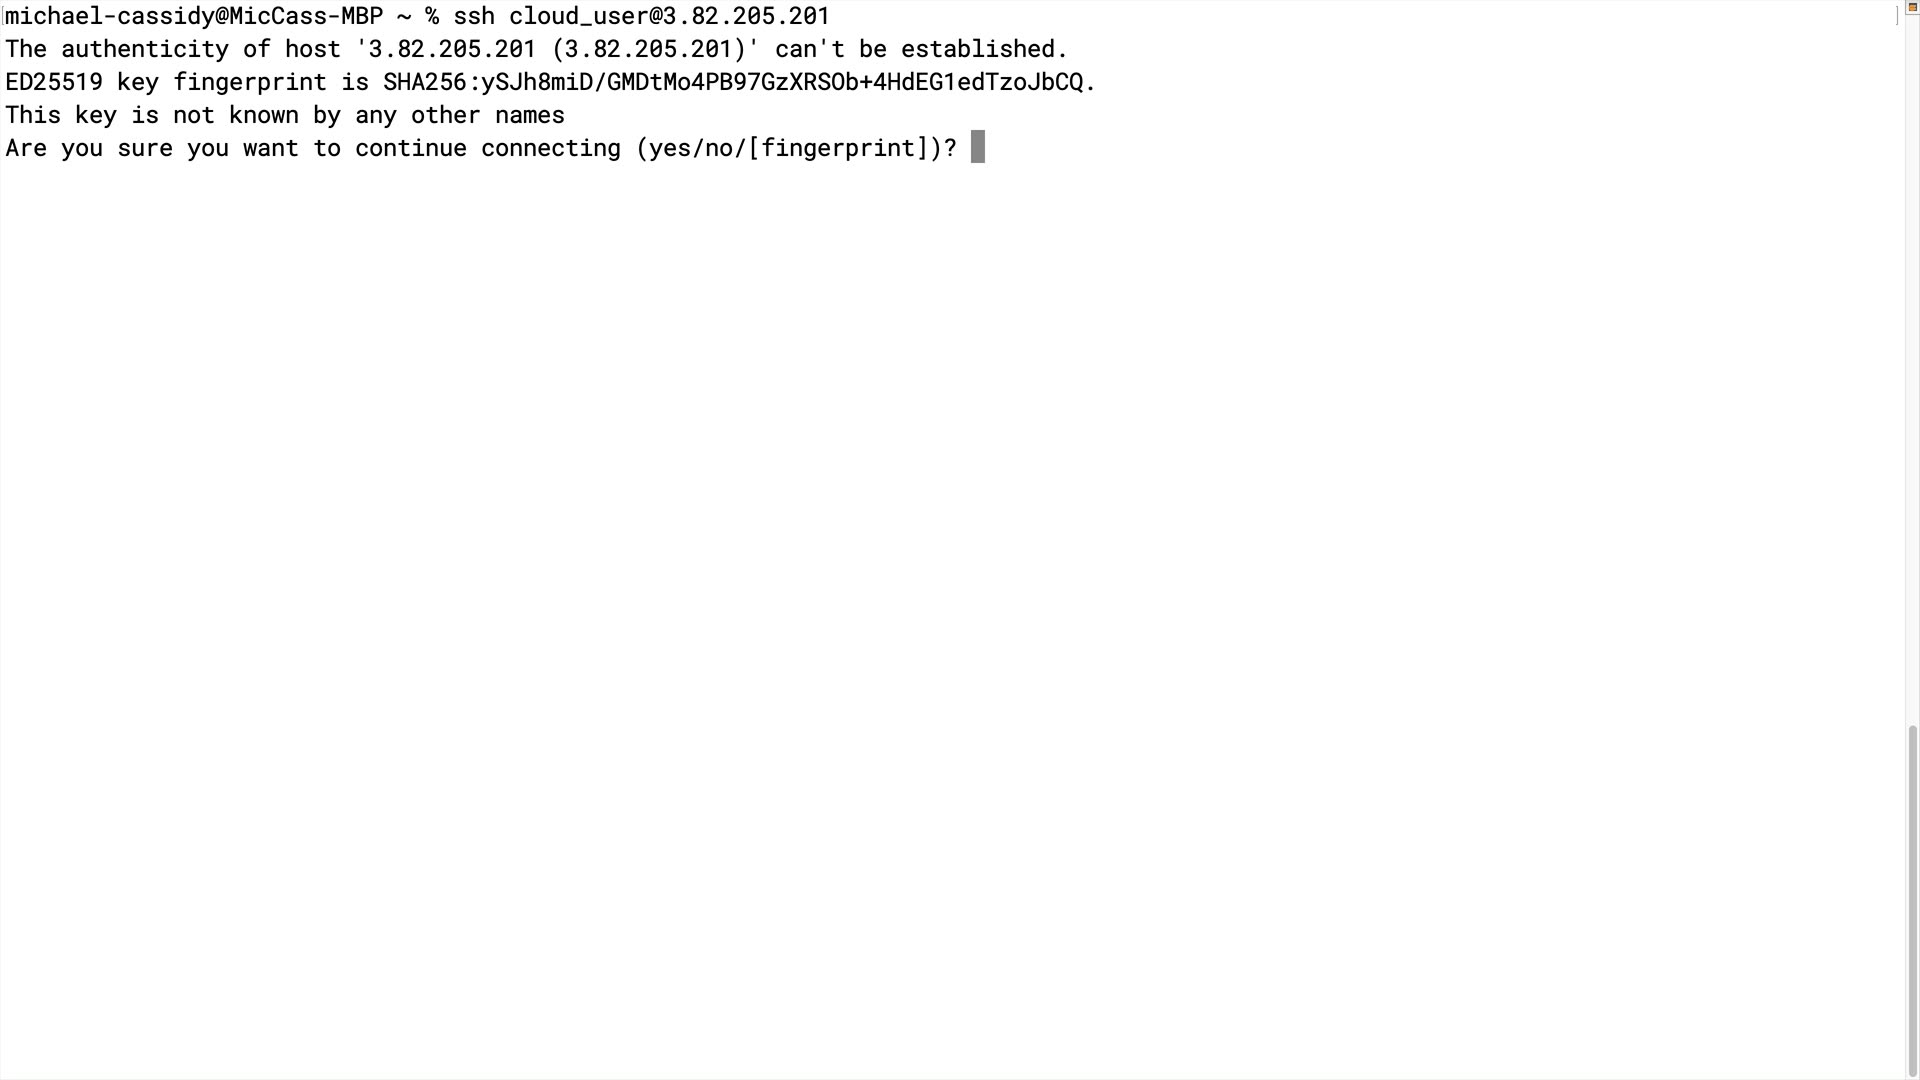 michael-cassidy@MicCass-MBP ~ % ssh cloud_user@3.82.205.201
The authenticity of host '3.82.205.201 (3.82.205.201)' can't be established.
ED25519 key fingerprint is SHA256:ySJh8miD/GMDtMo4PB97GzXRSOb+4HdEG1edTzoJbCQ.
This key is not known by any other names
Are you sure you want to continue connecting (yes/no/[fingerprint])?